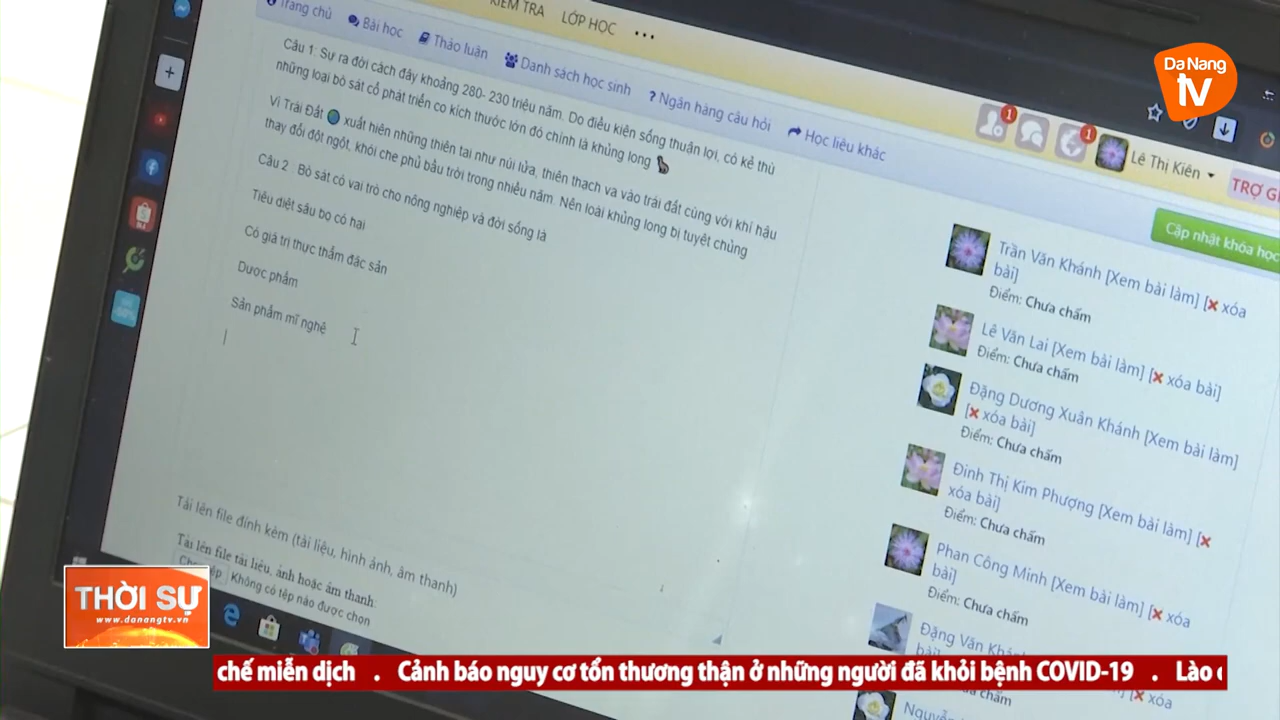 KIỂM TRA LỚP HỌC ...
Da Nang
tv
Trang chủ Bài học Thảo luận Danh sách học sinh ? Ngân hàng câu hỏi Học liệu khác
1 1 Lê Thị Kiên
Cập nhật khóa học
Câu 1: Sự ra đời cách đây khoảng 280- 230 triệu năm. Do điều kiện sống thuận lợi, có kẻ thù
những loại bò sát cổ phát triển co kích thước lớn đó chính là khủng long
Vì Trái Đất xuất hiện những thiên tai như núi lửa, thiên thạch va vào trái đất cùng với khí hậu
thay đổi đột ngột, khói che phủ bầu trời trong nhiều năm. Nên loài khủng long bị tuyệt chủng
Câu 2 : Bò sát có vai trò cho nông nghiệp và đời sống là
Tiêu diệt sâu bọ có hại
Có giá trị thực thẩm đặc sản
Dược phẩm
Sản phẩm mĩ nghệ
Tải lên file đính kèm (tài liệu, hình ảnh, âm thanh)
Tải lên file tài liệu, ảnh hoặc âm thanh:
Không có tệp nào được chọn
Trần Văn Khánh [Xem bài làm] [x xóa
bài]
Điểm: Chưa chấm
Lê Văn Lai [Xem bài làm] [x xóa bài]
Điểm: Chưa chấm
Đặng Dương Xuân Khánh [Xem bài làm]
[x xóa bài]
Điểm: Chưa chấm
Đinh Thị Kim Phượng [Xem bài làm] [x
xóa bài]
Điểm: Chưa chấm
Phan Công Minh [Xem bài làm] [x xóa
bài]
Điểm: Chưa chấm
Đặng Văn
THỜI SỰ
www.danangtv.vn
chế miễn dịch . Cảnh báo nguy cơ tổn thương thận ở những người đã khỏi bệnh COVID-19 . Lào